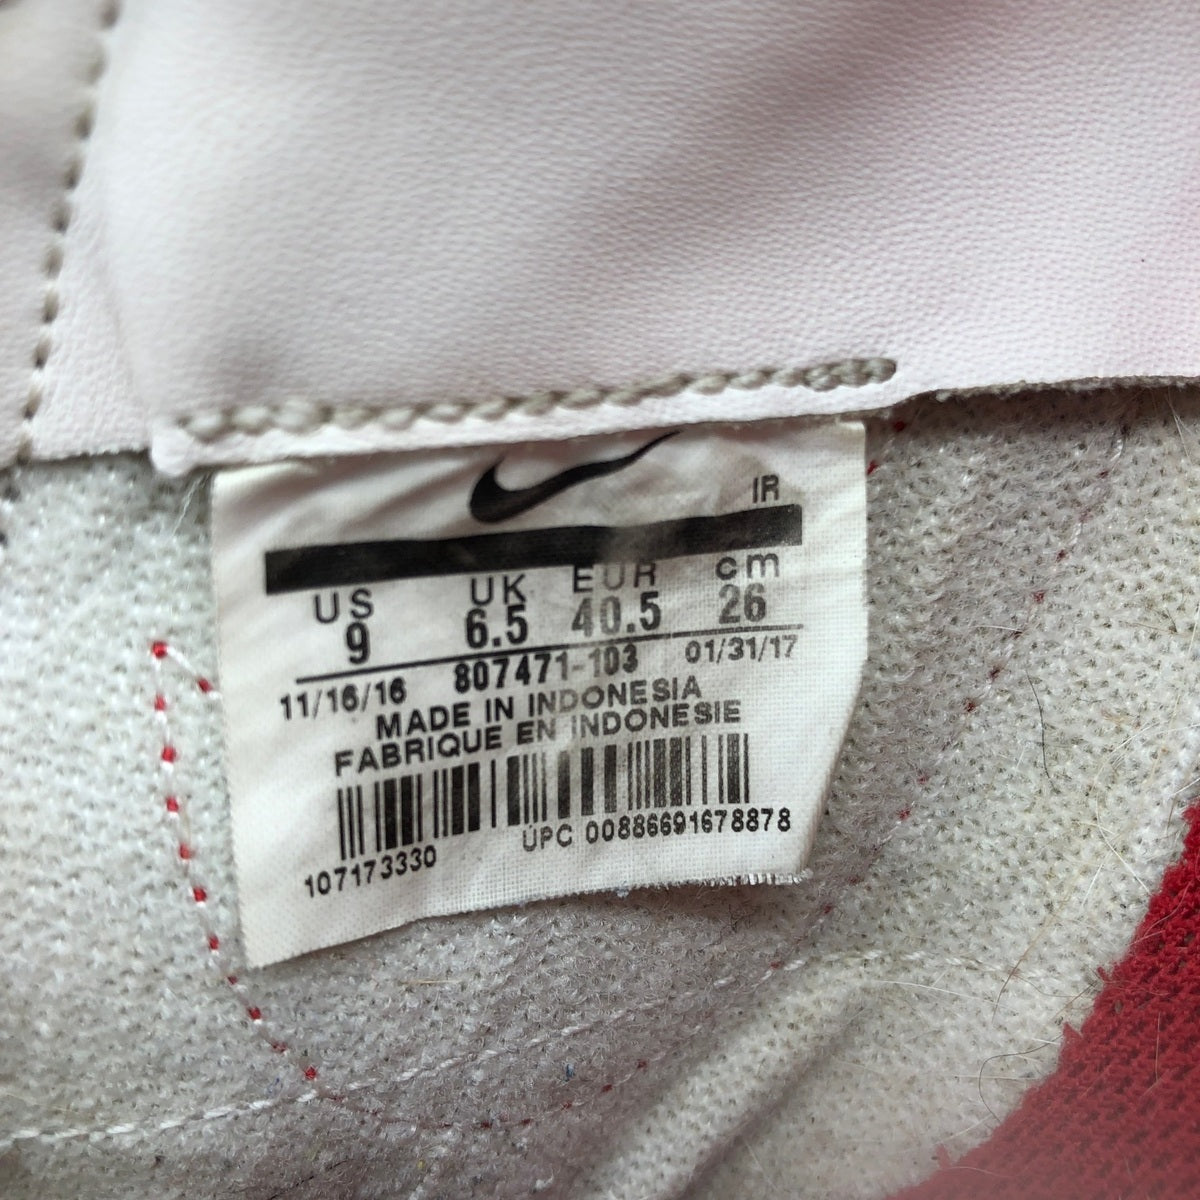 IR
US UK EUR cm
9 6.5 40.5 26
11/16/16 807471-103 01/31/17
MADE IN INDONESIA
FABRIQUE EN INDONESIE
UPC 00886691678878
107173330